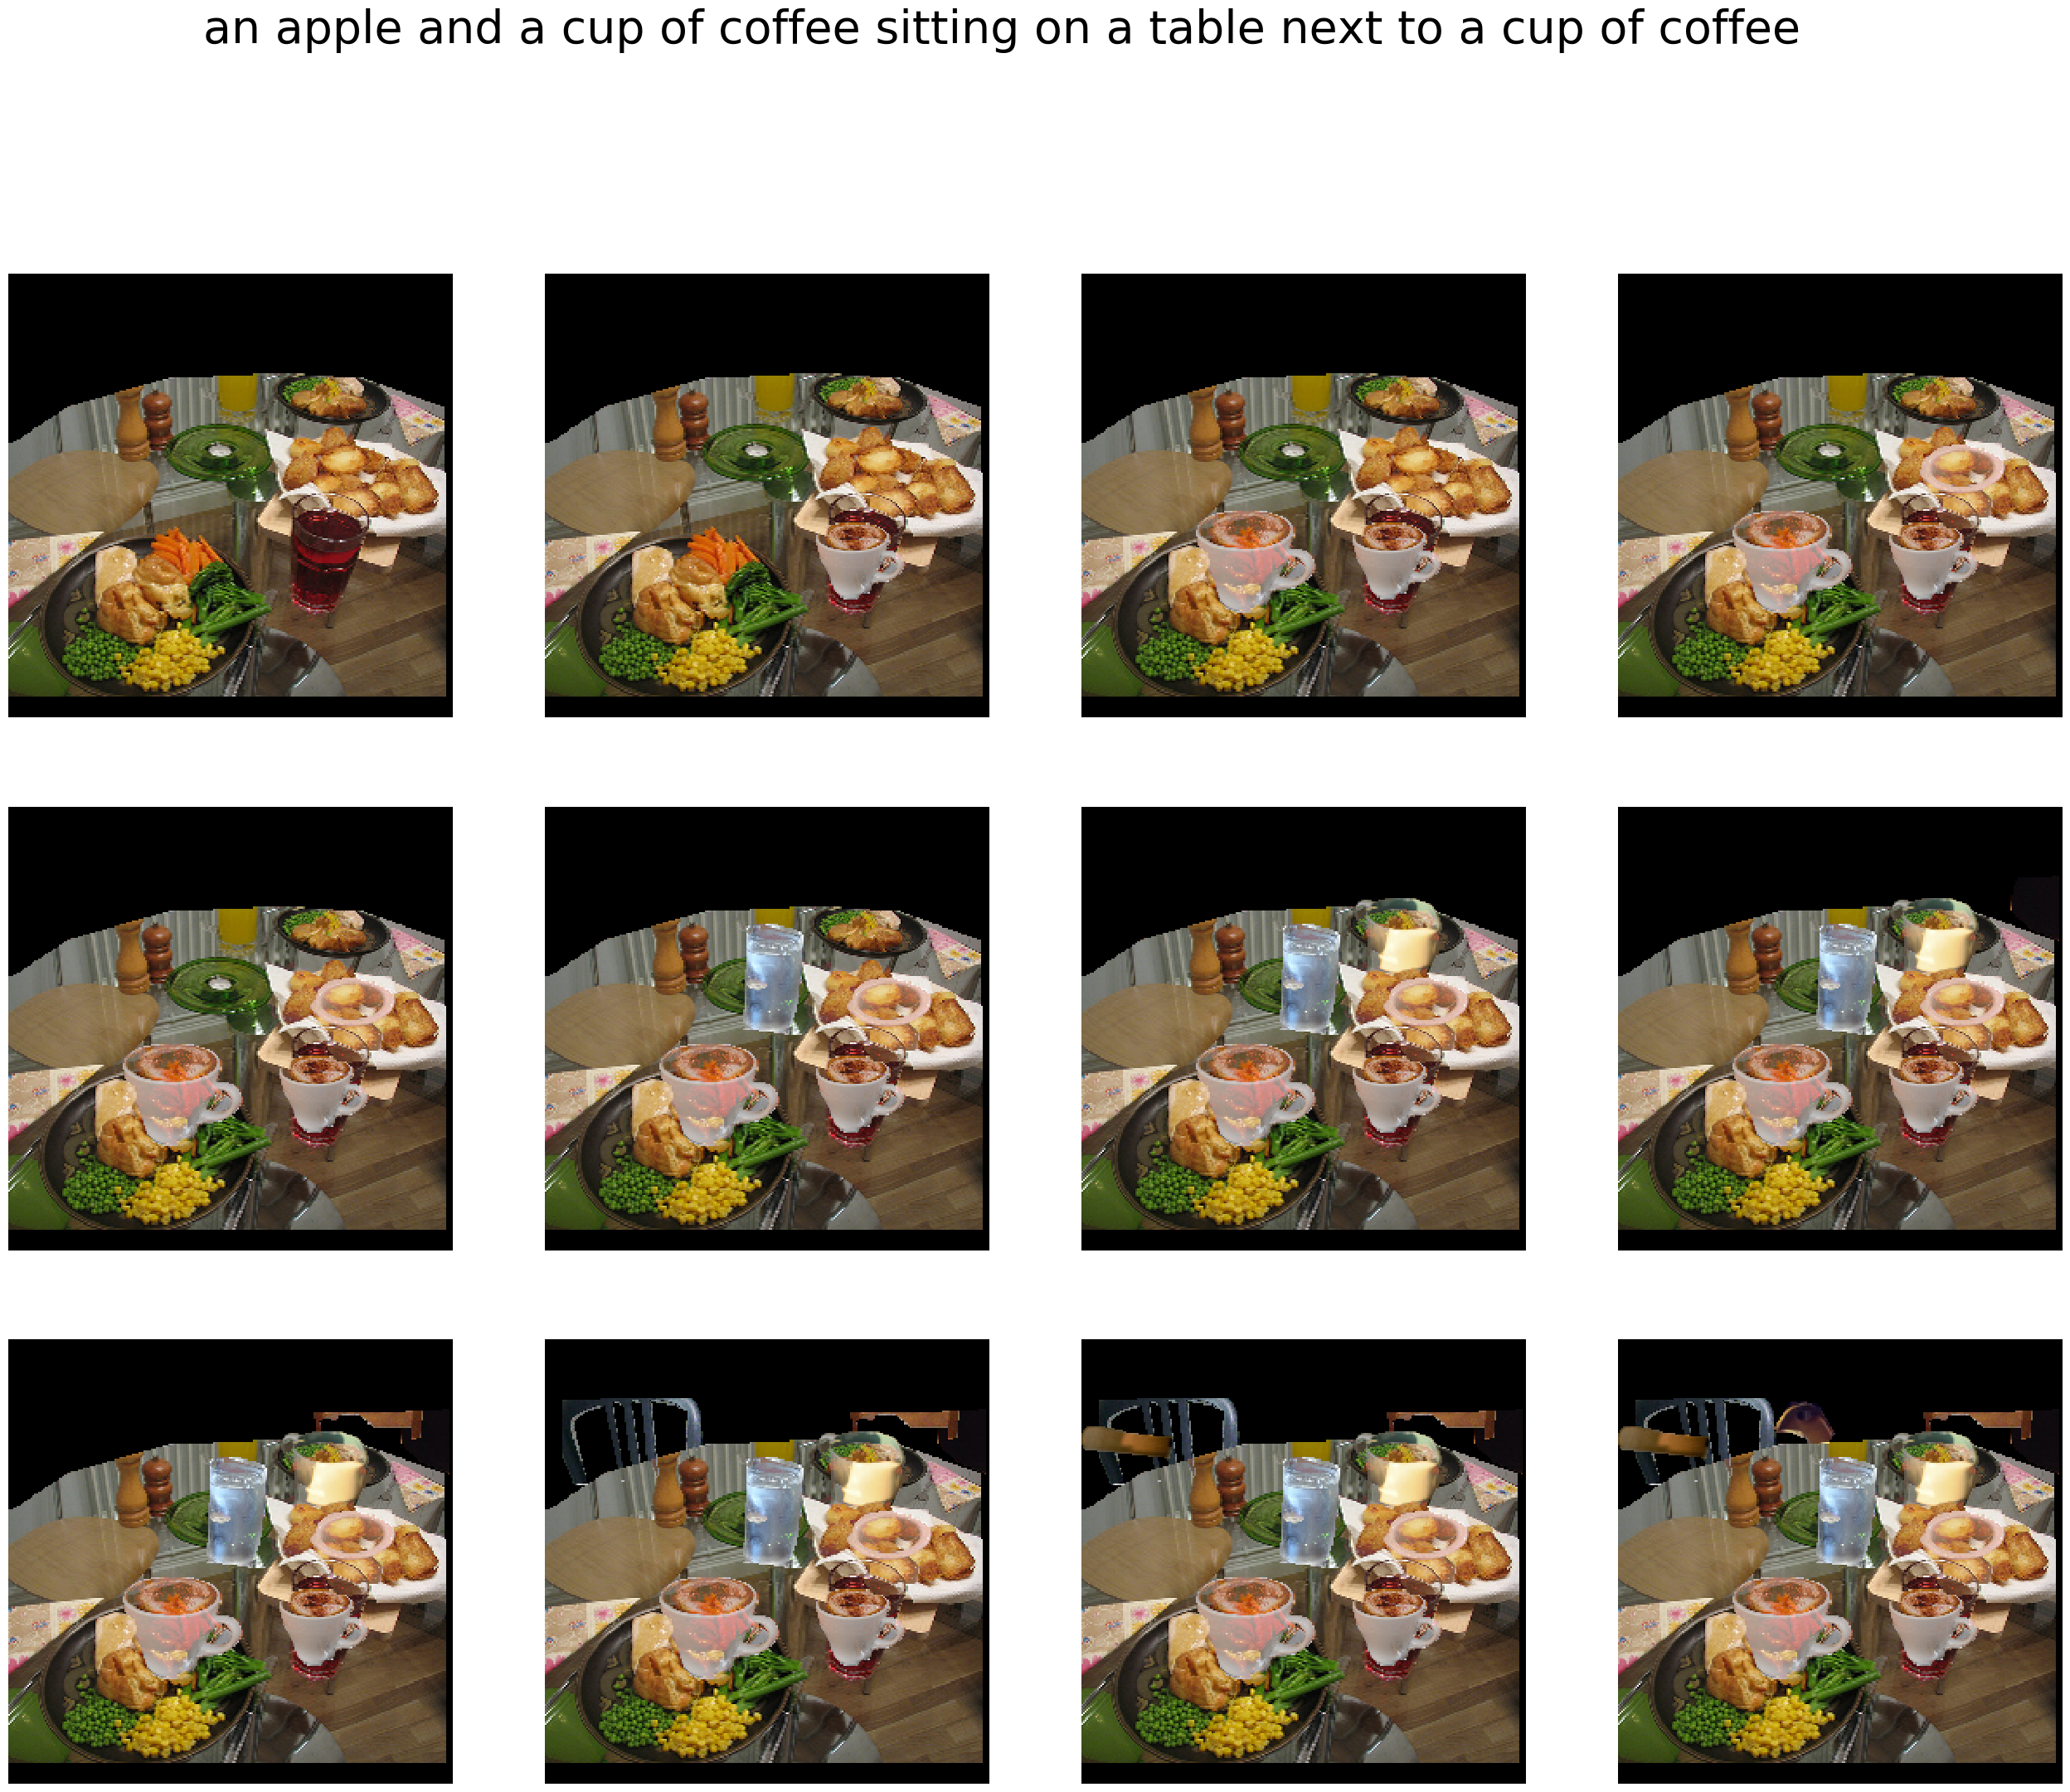 an apple and a cup of coffee sitting on a table next to a cup of coffee